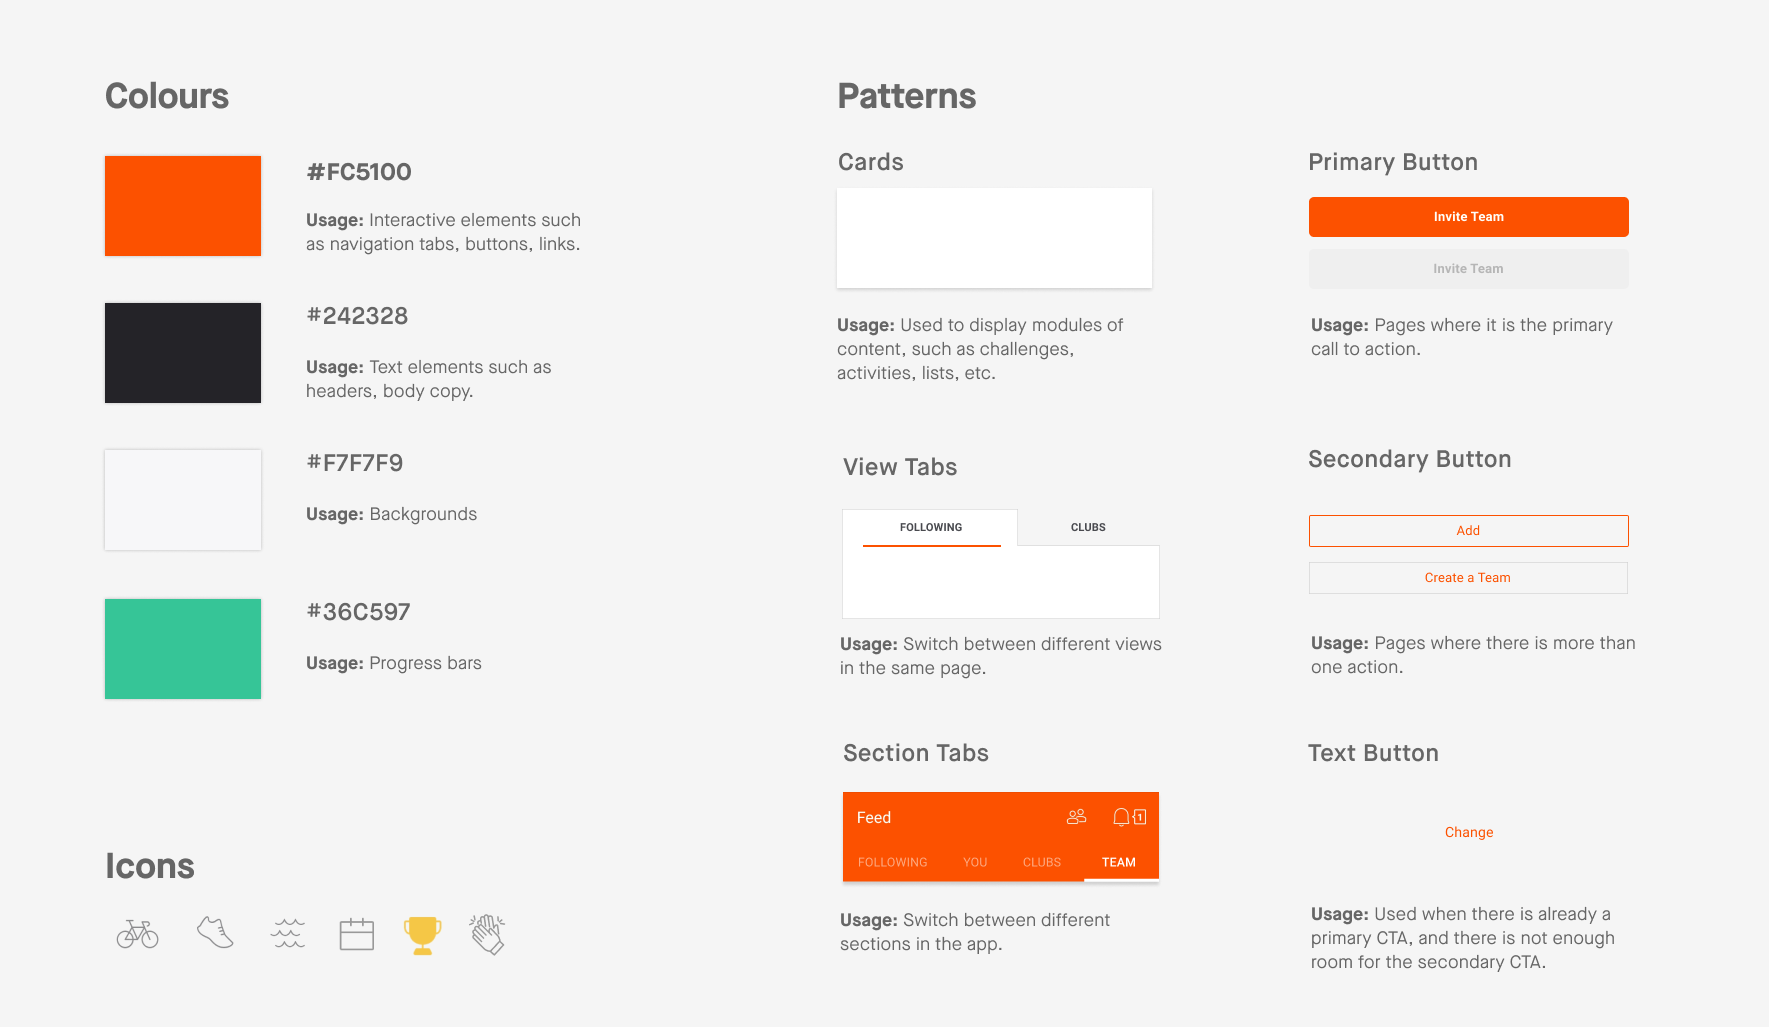 Colours
#FC5100
Usage: Interactive elements such
as navigation tabs, buttons, links.
#242328
Usage: Text elements such as
headers, body copy.
#F7F7F9
Usage: Backgrounds
#36C597
Usage: Progress bars
Icons
Patterns
Cards
Usage: Used to display modules of
content, such as challenges,
activities, lists, etc.
View Tabs
FOLLOWING CLUBS
Usage: Switch between different views
in the same page.
Section Tabs
Feed 1
FOLLOWING YOU CLUBS TEAM
Usage: Switch between different
sections in the app.
Primary Button
Invite Team
Invite Team
Usage: Pages where it is the primary
call to action.
Secondary Button
Add
Create a Team
Usage: Pages where there is more than
one action.
Text Button
Change
Usage: Used when there is already a
primary CTA, and there is not enough
room for the secondary CTA.